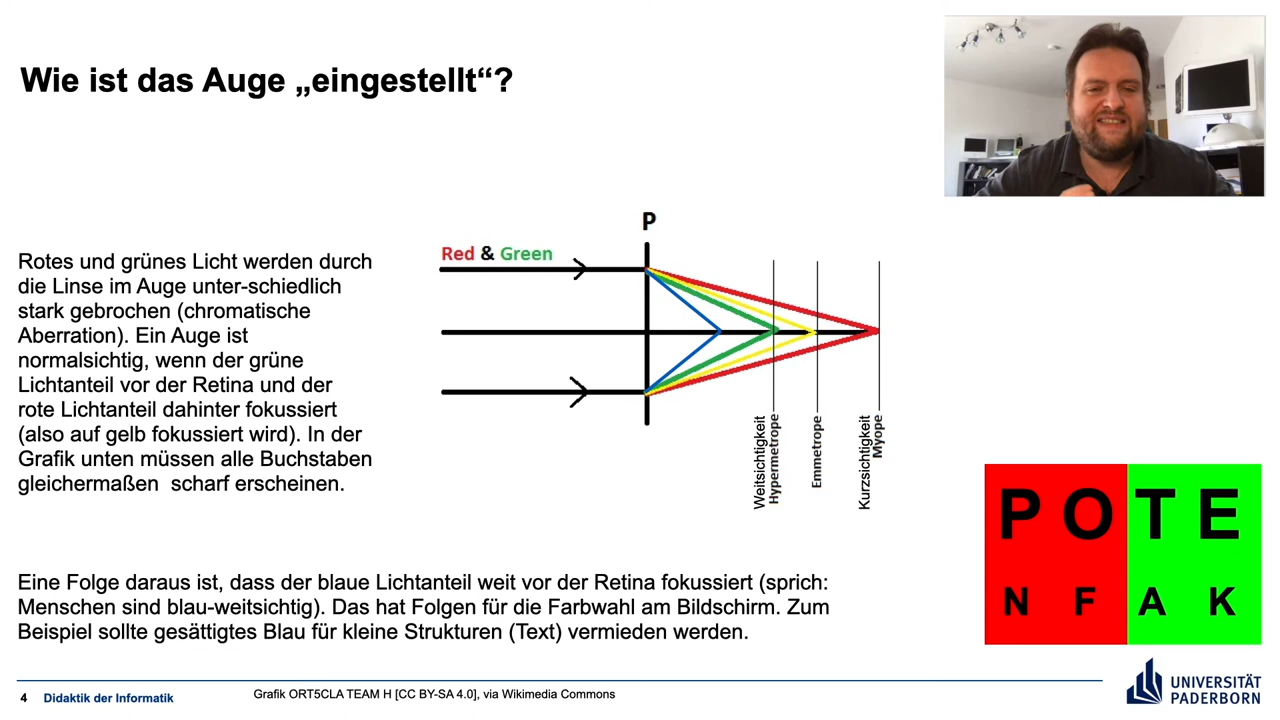 Wie ist das Auge „eingestellt“?
Rotes und grünes Licht werden durch
die Linse im Auge unter-schiedlich
stark gebrochen (chromatische
Aberration). Ein Auge ist
normalsichtig, wenn der grüne
Lichtanteil vor der Retina und der
rote Lichtanteil dahinter fokussiert
(also auf gelb fokussiert wird). In der
Grafik unten müssen alle Buchstaben
gleichermaßen scharf erscheinen.
P
Red & Green
Weitsichtigkeit
Hypermetrope
Emmetrope
Kurzsichtigkeit
Myope
P O T E
N F A K
Eine Folge daraus ist, dass der blaue Lichtanteil weit vor der Retina fokussiert (sprich:
Menschen sind blau-weitsichtig). Das hat Folgen für die Farbwahl am Bildschirm. Zum
Beispiel sollte gesättigtes Blau für kleine Strukturen (Text) vermieden werden.
4 Didaktik der Informatik
Grafik ORT5CLA TEAM H [CC BY-SA 4.0], via Wikimedia Commons
UNIVERSITÄT
PADERBORN